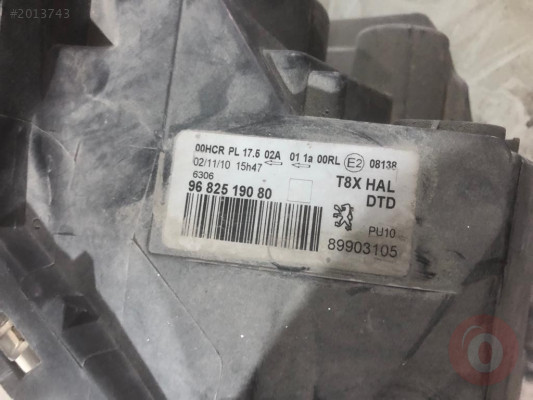 #2013743
00HCR PL 17.5 02A 01 1a 00RL E2 08138
02/11/10 15h47
6306
96 825 190 80
T8X HAL
DTD
PU10
89903105